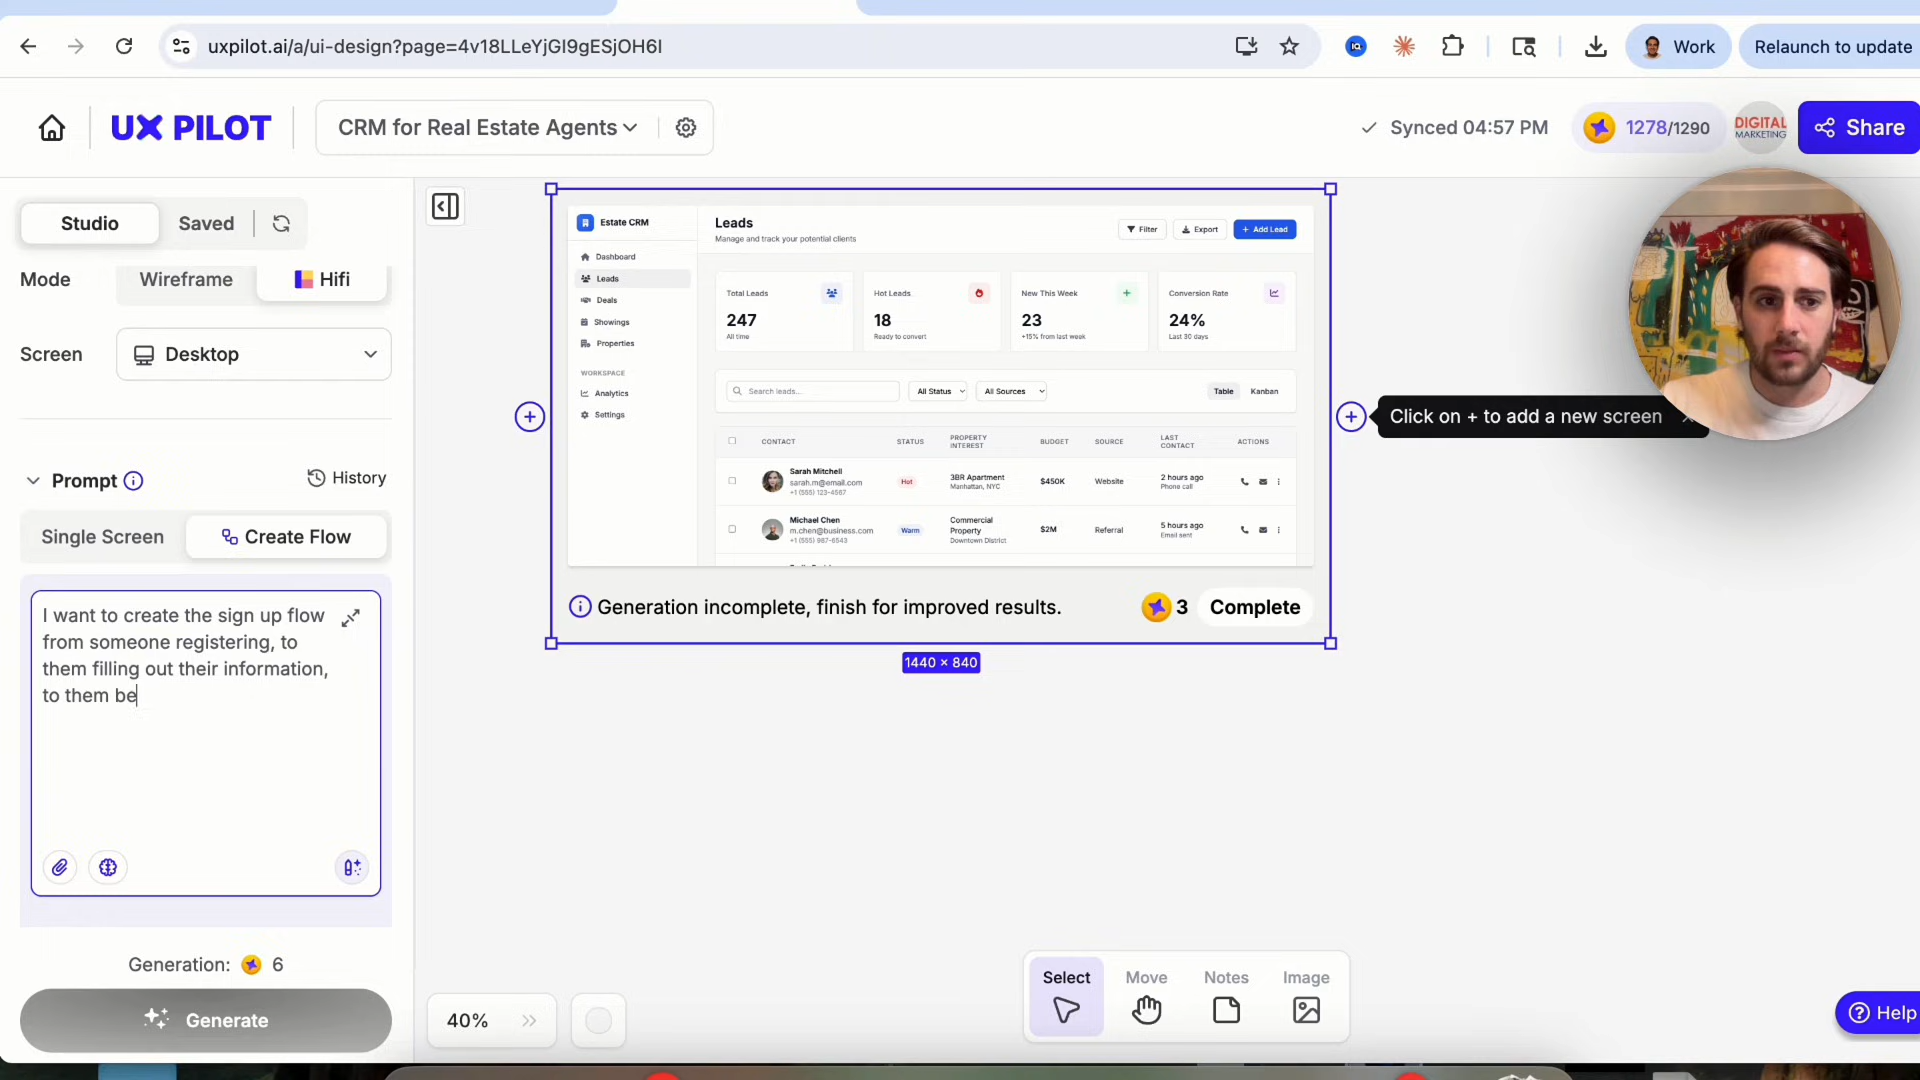 uxpilot.ai/a/ui-design?page=4v18LLeYjGI9gESjOH6I
Work
Relaunch to update
UX PILOT
CRM for Real Estate Agents
Synced 04:57 PM
1278/1290
DIGITAL
MARKETING
Share
Studio
Saved
Mode
Wireframe
Hifi
Screen
Desktop
Prompt
History
Single Screen
Create Flow
I want to create the sign up flow
from someone registering, to
them filling out their information,
to them be
Generation: 6
Generate
Estate CRM
Dashboard
Leads
Deals
Showings
Properties
WORKSPACE
Analytics
Settings
Leads
Manage and track your potential clients
Filter
Export
+ Add Lead
Total Leads
247
All time
Hot Leads
18
Ready to convert
New This Week
23
+15% from last week
Conversion Rate
24%
Last 30 days
Search leads...
All Status
All Sources
Table
Kanban
CONTACT STATUS PROPERTY INTEREST BUDGET SOURCE LAST CONTACT ACTIONS
Sarah Mitchell
sarah.m@email.com
+1 (555) 123-4567
Hot
3BR Apartment
Manhattan, NYC
$450K
Website
2 hours ago
Phone call
Michael Chen
m.chen@business.com
+1 (555) 987-6543
Warm
Commercial
Property
Downtown District
$2M
Referral
5 hours ago
Email sent
Generation incomplete, finish for improved results.
3
Complete
1440 × 840
Click on + to add a new screen
40%
Select
Move
Notes
Image
Help